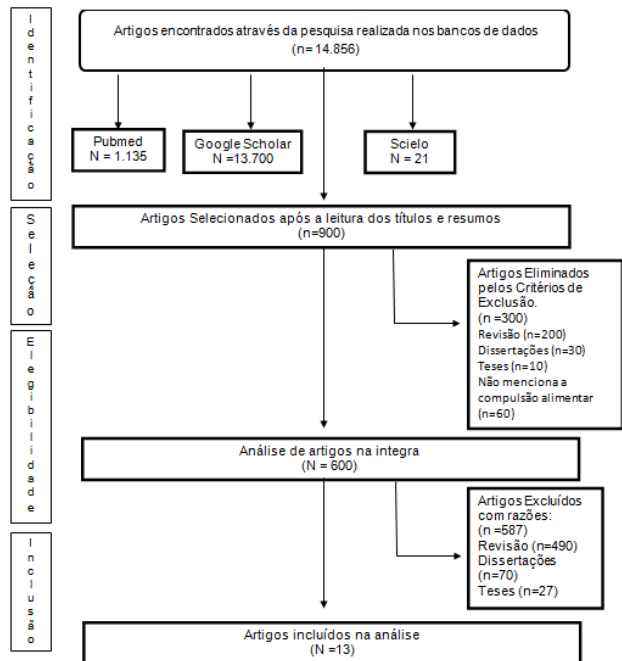 Identificação
Artigos encontrados através da pesquisa realizada nos bancos de dados
(n= 14.856)
Pubmed
N = 1.135
Google Scholar
N =13.700
Scielo
N = 21
Seleção
Artigos Selecionados após a leitura dos títulos e resumos
(n=900)
Artigos Eliminados
pelos Critérios de
Exclusão.
(n =300)
Revisão (n=200)
Dissertações (n=30)
Teses (n=10)
Não menciona a
compulsão alimentar
(n=60)
Elegibilidade
Análise de artigos na integra
(N = 600)
Artigos Excluídos
com razões:
(n =587)
Revisão (n=490)
Dissertações
(n=70)
Teses (n=27)
Inclusão
Artigos incluídos na análise
(N =13)